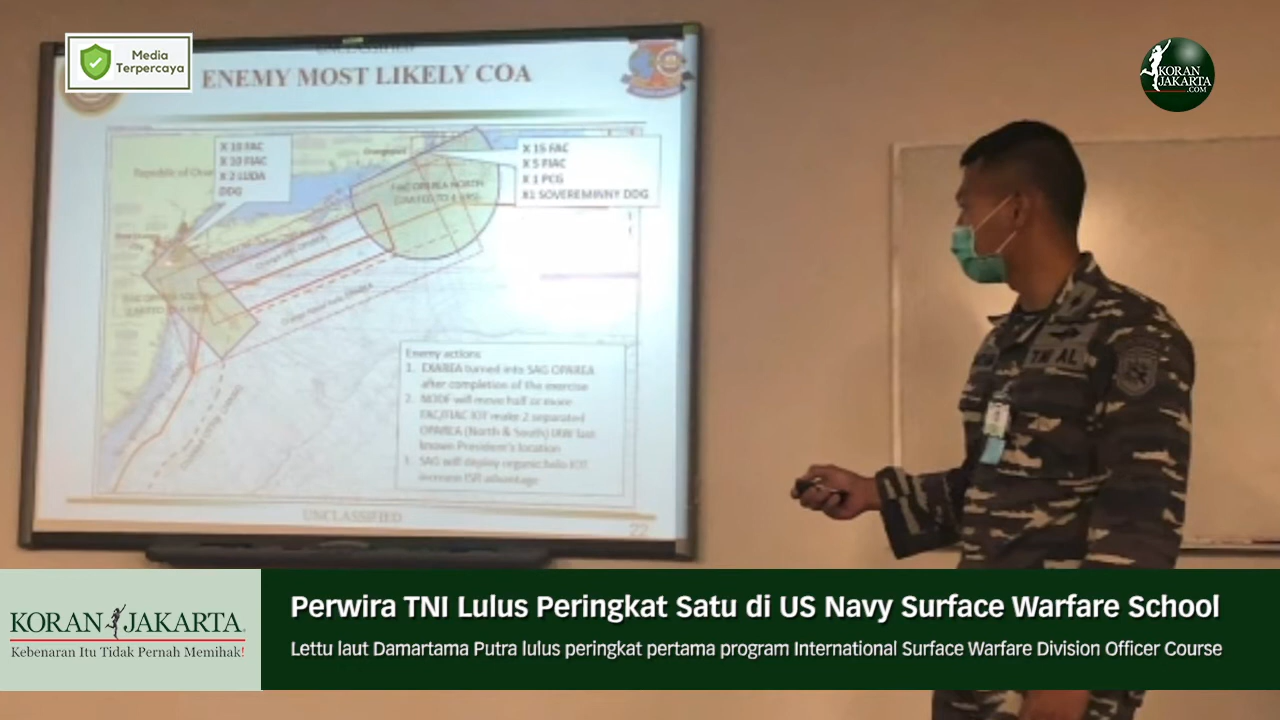 Media
Terpercaya
UNCLASSIFIED
ENEMY MOST LIKELY COA
KORAN
JAKARTA
.COM
X 10 FAC
X 10 FIAC
X 2 LUDA
DDG
X 15 FAC
X 5 FIAC
X 1 PCG
X1 SOVEREMNNY DDG
Republic of
Enemy actions
1. EXAREA turned into SAG OPAREA
after completion of the exercise
2. will move half or more
FAC/FIAC IOT make 2 separated
OPAREA (North & South) IAW last
known President's location
3. SAG will deploy organic helo IOT
increase ISR advantage
UNCLASSIFIED
22
TNI AL
KORAN JAKARTA
Kebenaran Itu Tidak Pernah Memihak!
Perwira TNI Lulus Peringkat Satu di US Navy Surface Warfare School
Lettu laut Damartama Putra lulus peringkat pertama program International Surface Warfare Division Officer Course